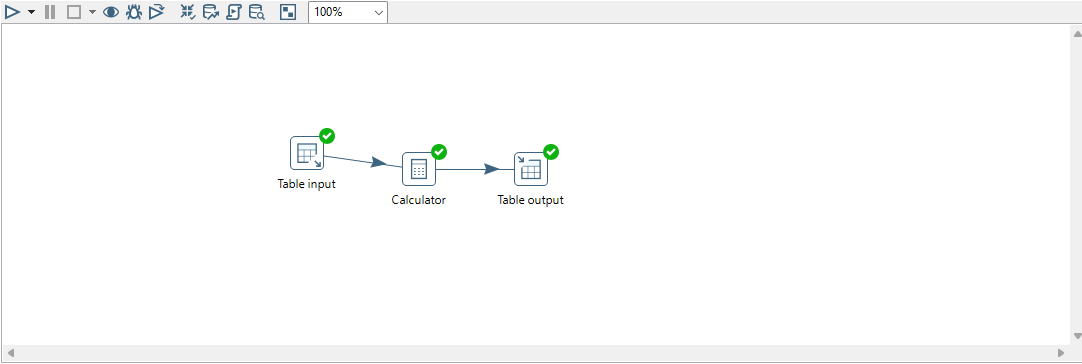 100%
Table input
Calculator
Table output